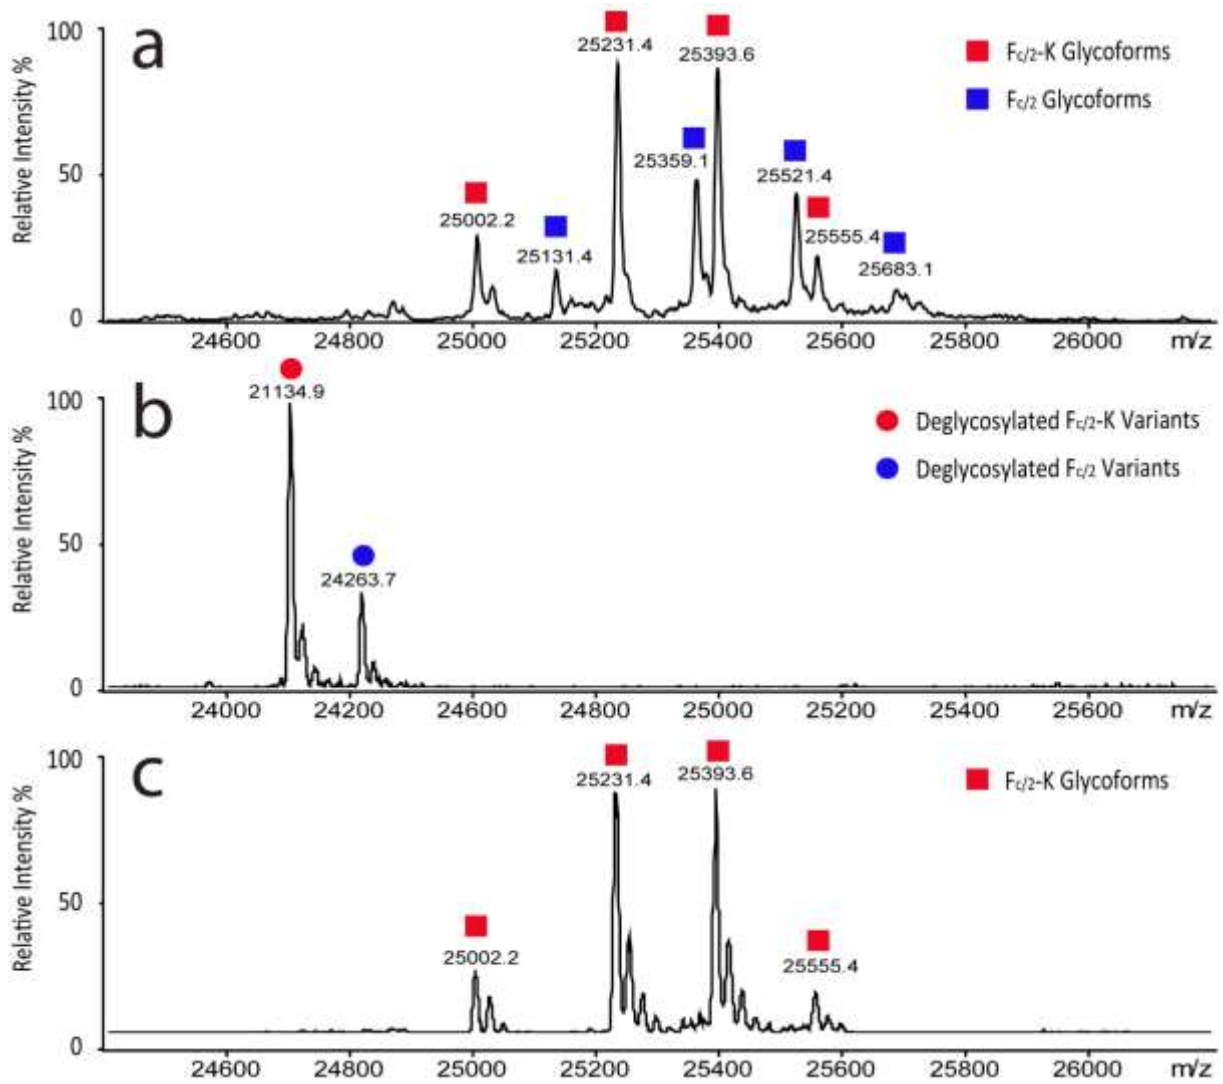 a
100
50
0
Relative Intensity %
25231.4
25393.6
25359.1
25521.4
25002.2
25131.4
25555.4
25683.1
Fc/2-K Glycoforms
Fc/2 Glycoforms
24600 24800 25000 25200 25400 25600 25800 26000 m/z
b
100
50
0
Relative Intensity %
21134.9
24263.7
Deglycosylated Fc/2-K Variants
Deglycosylated Fc/2 Variants
24000 24200 24600 24800 25000 25200 25400 25600 m/z
c
100
50
0
Relative Intensity %
25231.4
25393.6
25002.2
25555.4
Fc/2-K Glycoforms
24600 24800 25000 25200 25400 25600 25800 26000 m/z